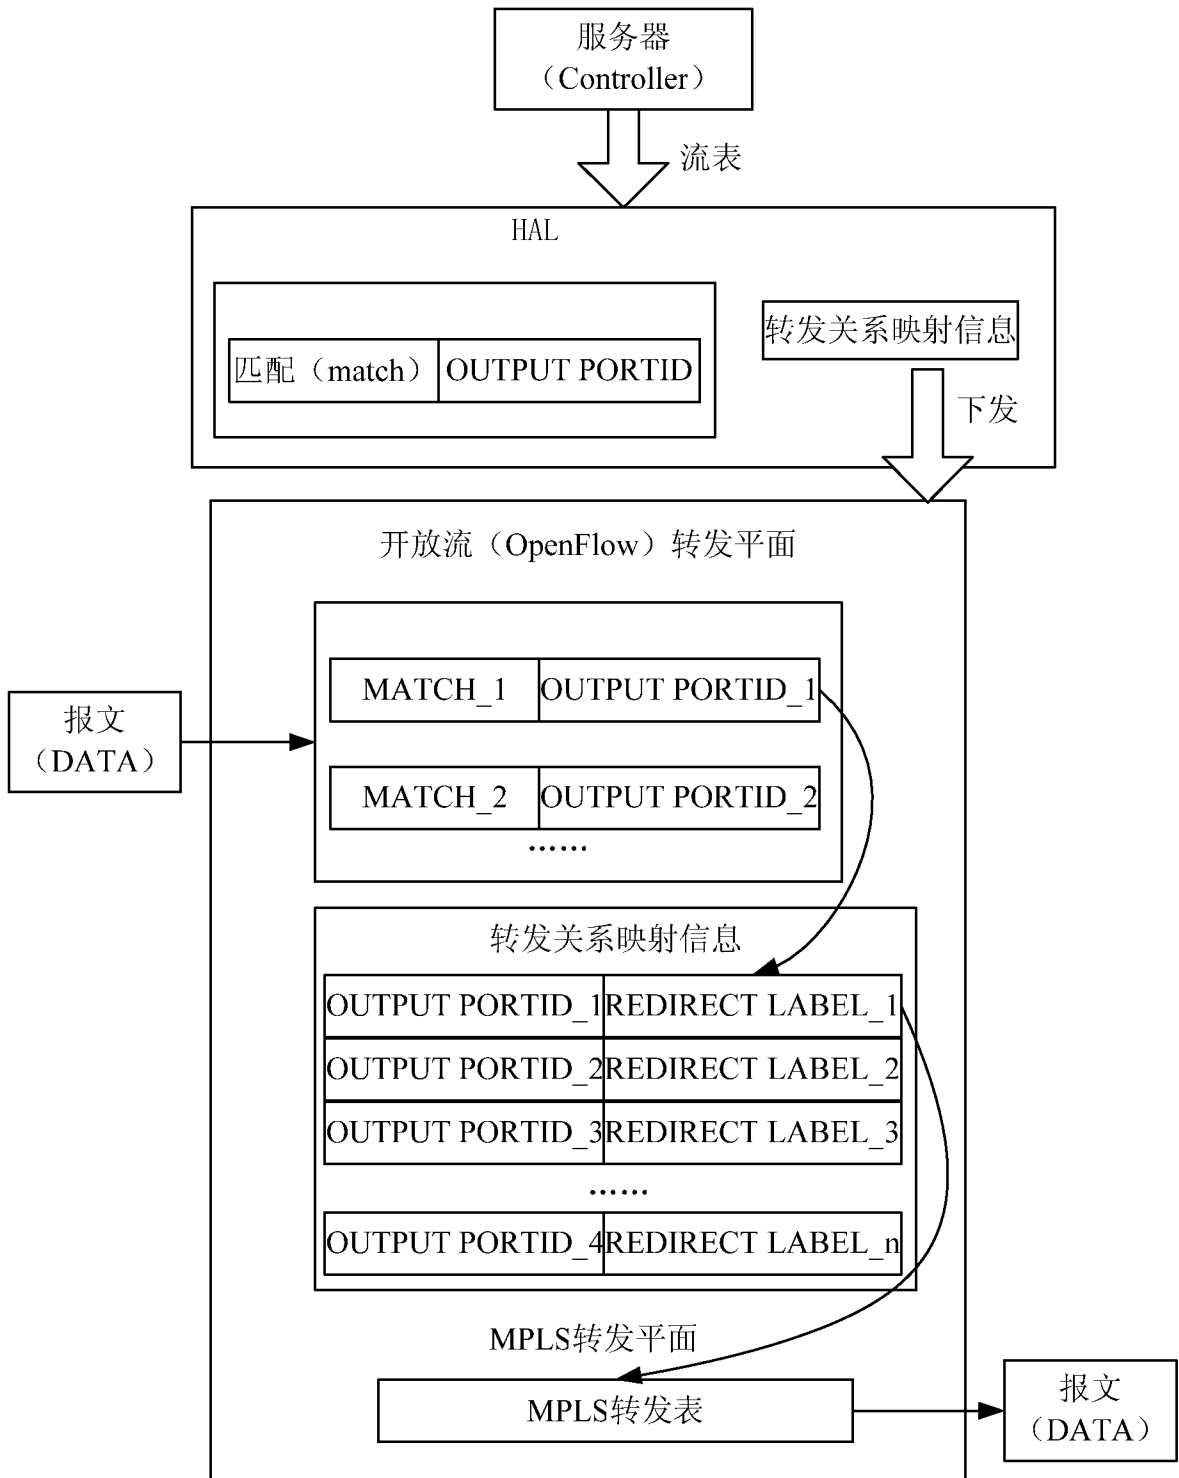 服务器
（Controller）
流表
HAL
匹配（match）
OUTPUT PORTID
转发关系映射信息
下发
开放流（OpenFlow）转发平面
MATCH_1
OUTPUT PORTID_1
报文
（DATA）
MATCH_2
OUTPUT PORTID_2
……
转发关系映射信息
OUTPUT PORTID_1
REDIRECT LABEL_1
OUTPUT PORTID_2
REDIRECT LABEL_2
OUTPUT PORTID_3
REDIRECT LABEL_3
……
OUTPUT PORTID_4
REDIRECT LABEL_n
MPLS转发平面
MPLS转发表
报文
（DATA）